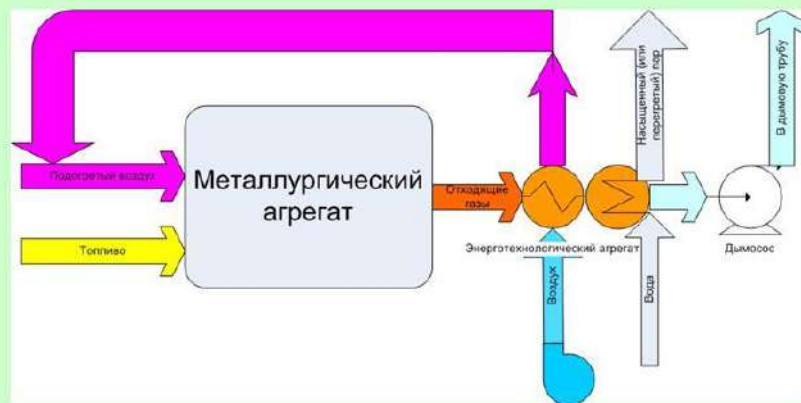 Насыщенный (или
перегретый) пар
В дымовую трубу
Подогретый воздух
Металлургический
агрегат
Отходящие
газы
Топливо
Энерготехнологический агрегат
Дымосос
Воздух
Вода